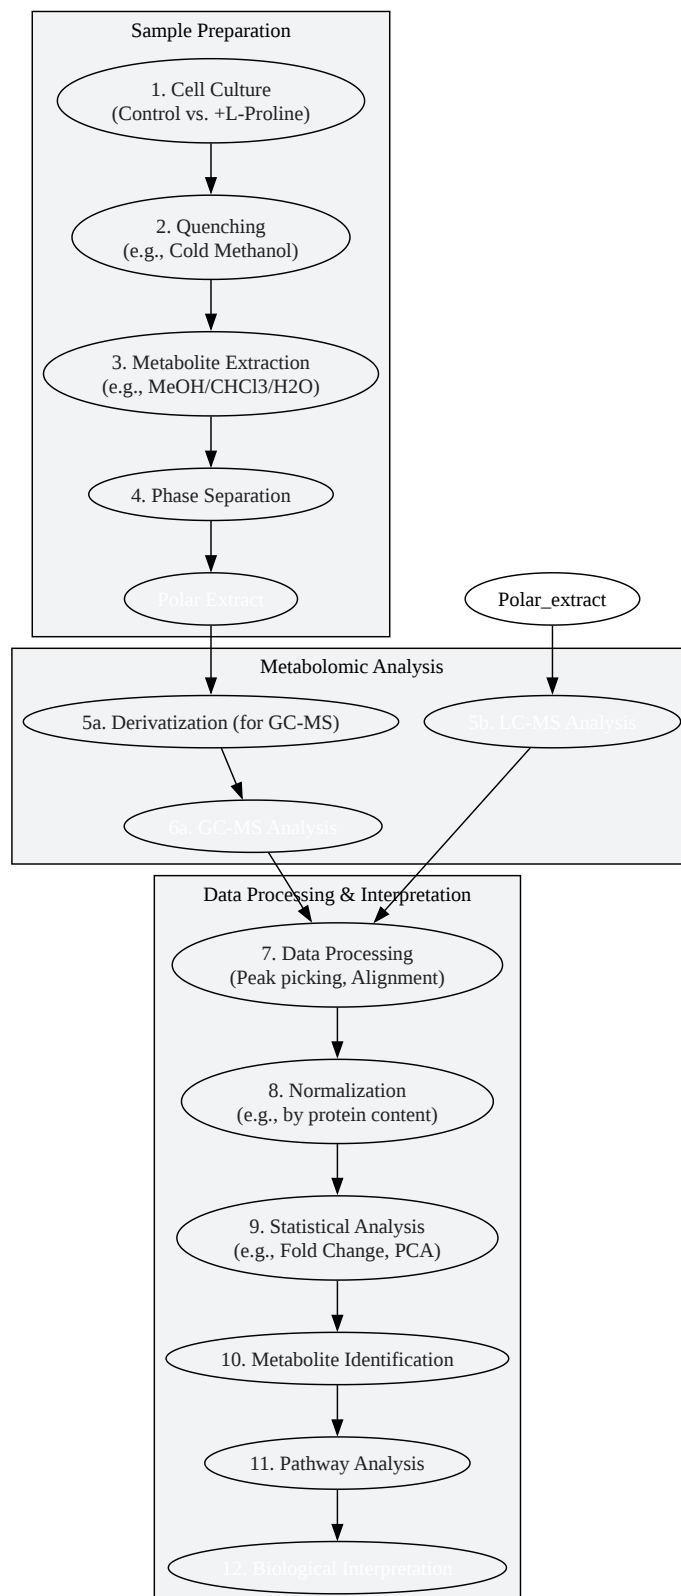 Sample Preparation
1. Cell Culture
(Control vs. +L-Proline)
2. Quenching
(e.g., Cold Methanol)
3. Metabolite Extraction
(e.g., MeOH/CHCl3/H2O)
4. Phase Separation
Polar Extract
Polar_extract
Metabolomic Analysis
5a. Derivatization (for GC-MS)
5b. LC-MS Analysis
6a. GC-MS Analysis
Data Processing & Interpretation
7. Data Processing
(Peak picking, Alignment)
8. Normalization
(e.g., by protein content)
9. Statistical Analysis
(e.g., Fold Change, PCA)
10. Metabolite Identification
11. Pathway Analysis
12. Biological Interpretation